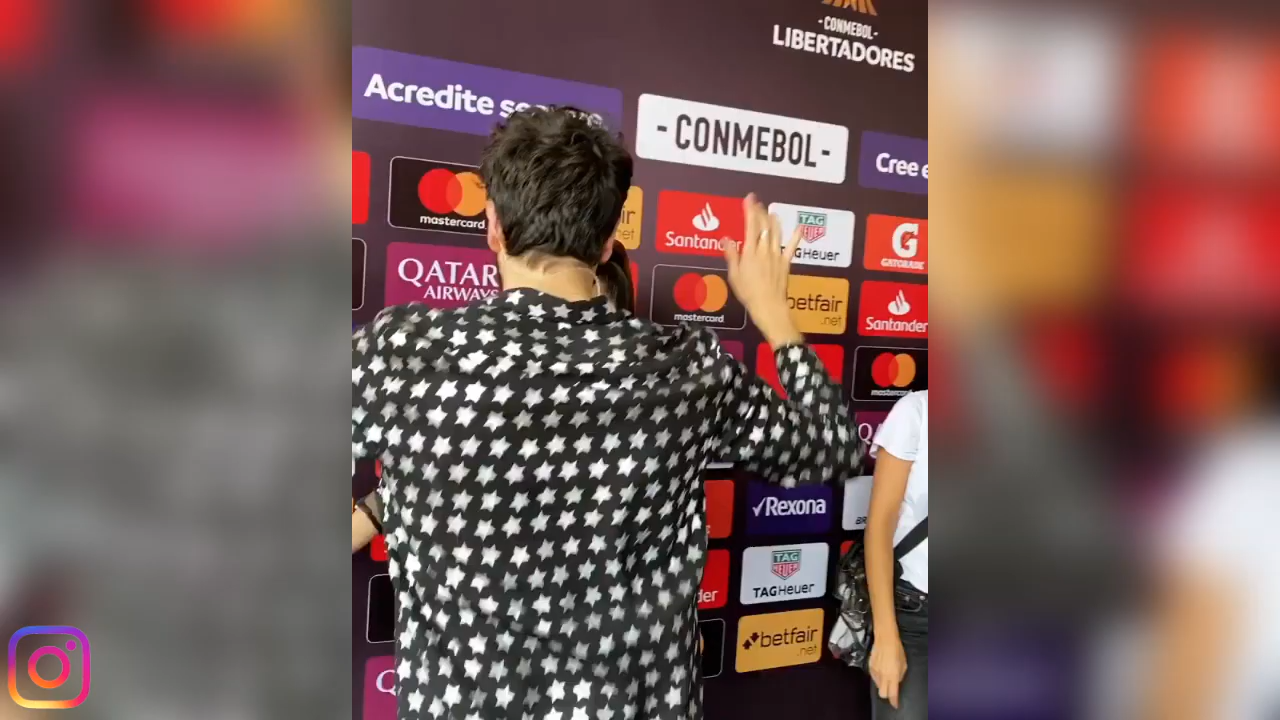 -CONMEBOL-
LIBERTADORES
Acredite
-CONMEBOL-
Cree
mastercard
Santander
TAG
HEUER
G
GATORADE
QATAR
AIRWAYS
mastercard
betfair
.net
Santander
mastercard
✓Rexona
TAG
HEUER
TAGHeuer
betfair
.net